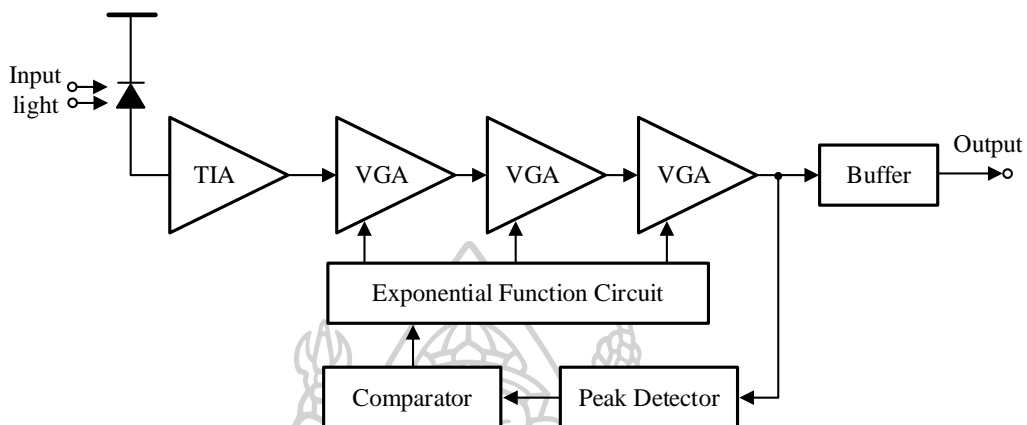 Input
light
TIA
VGA
VGA
VGA
Buffer
Output
Exponential Function Circuit
Comparator
Peak Detector